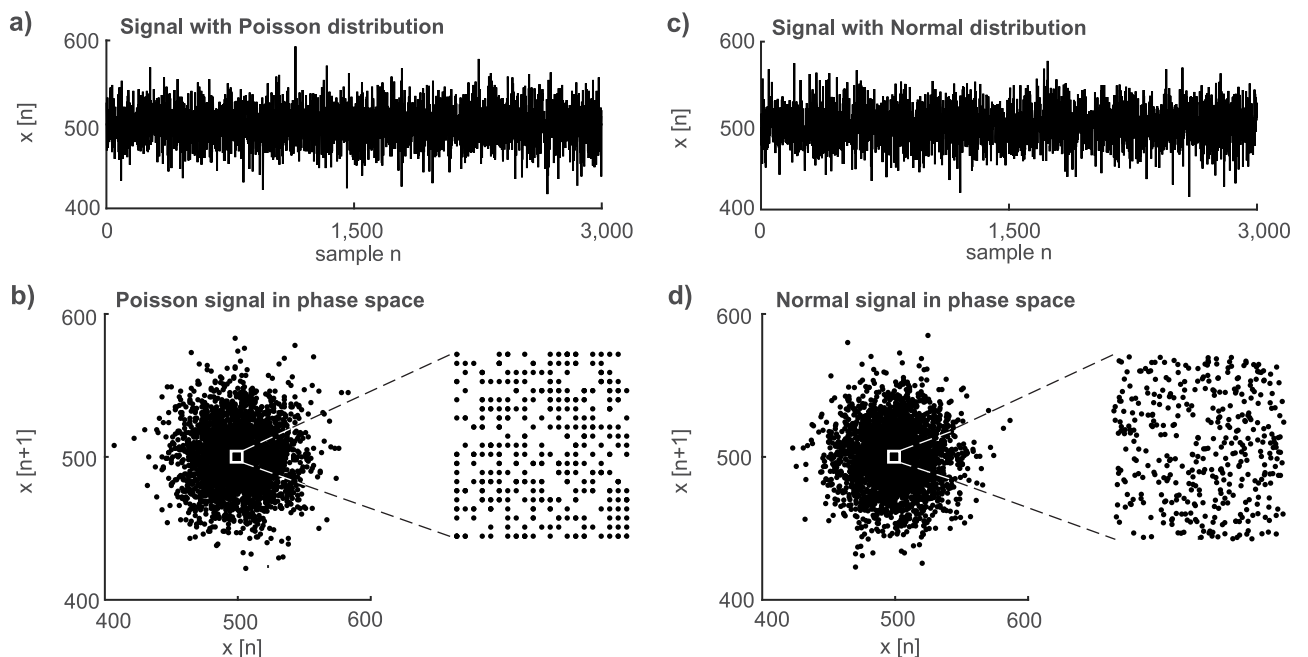 a) Signal with Poisson distribution
600
500
400
x [n]
0 1,500 3,000
sample n
c) Signal with Normal distribution
600
500
400
x [n]
0 1,500 3,000
sample n
b) Poisson signal in phase space
600
500
400
x [n+1]
400 500 600
x [n]
d) Normal signal in phase space
600
500
400
x [n+1]
400 500 600
x [n]